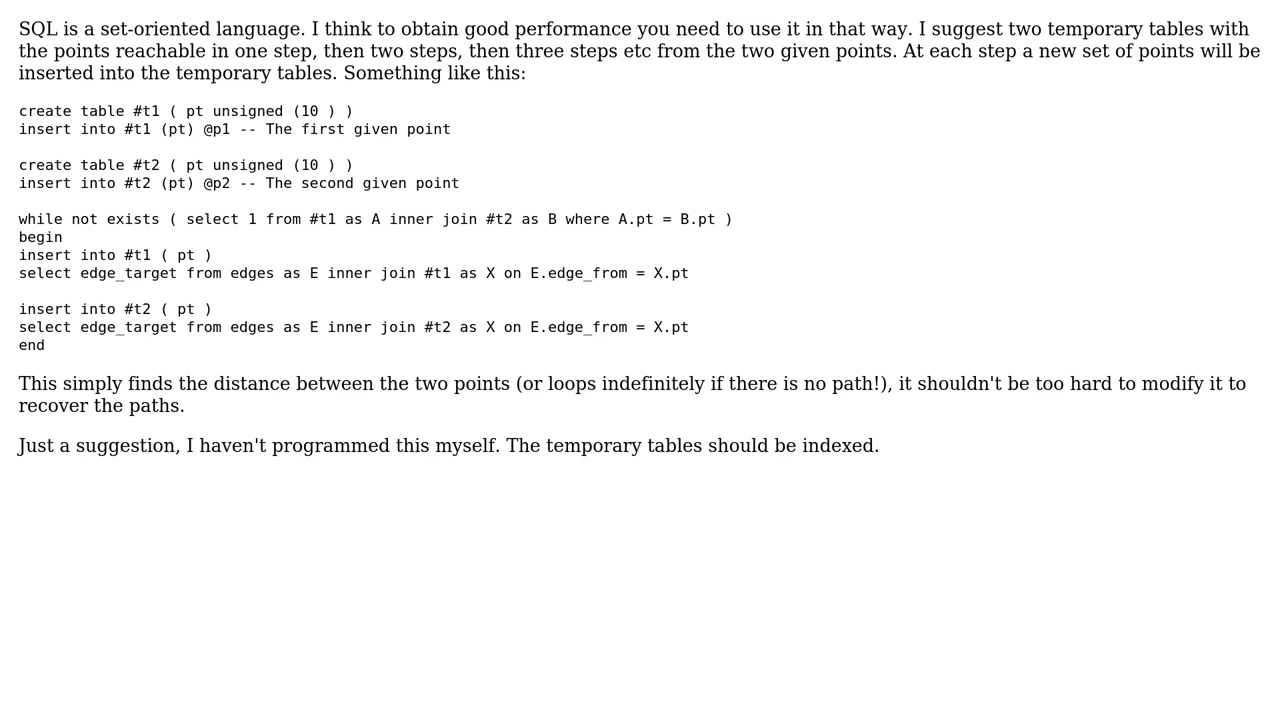 SQL is a set-oriented language. I think to obtain good performance you need to use it in that way. I suggest two temporary tables with
the points reachable in one step, then two steps, then three steps etc from the two given points. At each step a new set of points will be
inserted into the temporary tables. Something like this:
create table #t1 ( pt unsigned (10 ) )
insert into #t1 (pt) @p1 -- The first given point
create table #t2 ( pt unsigned (10 ) )
insert into #t2 (pt) @p2 -- The second given point
while not exists ( select 1 from #t1 as A inner join #t2 as B where A.pt = B.pt )
begin
insert into #t1 ( pt )
select edge_target from edges as E inner join #t1 as X on E.edge_from = X.pt
insert into #t2 ( pt )
select edge_target from edges as E inner join #t2 as X on E.edge_from = X.pt
end
This simply finds the distance between the two points (or loops indefinitely if there is no path!), it shouldn't be too hard to modify it to
recover the paths.
Just a suggestion, I haven't programmed this myself. The temporary tables should be indexed.